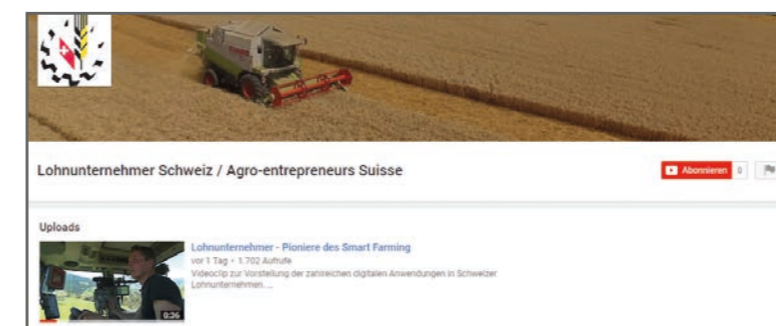 Lohnunternehmer Schweiz / Agro-entrepreneurs Suisse
Abonnieren 0
Uploads
Lohnunternehmer - Pioniere des Smart Farming
vor 1 Tag • 1.702 Aufrufe
Videoclip zur Vorstellung der zahlreichen digitalen Anwendungen in Schweizer
Lohnunternehmen. ...
0:36